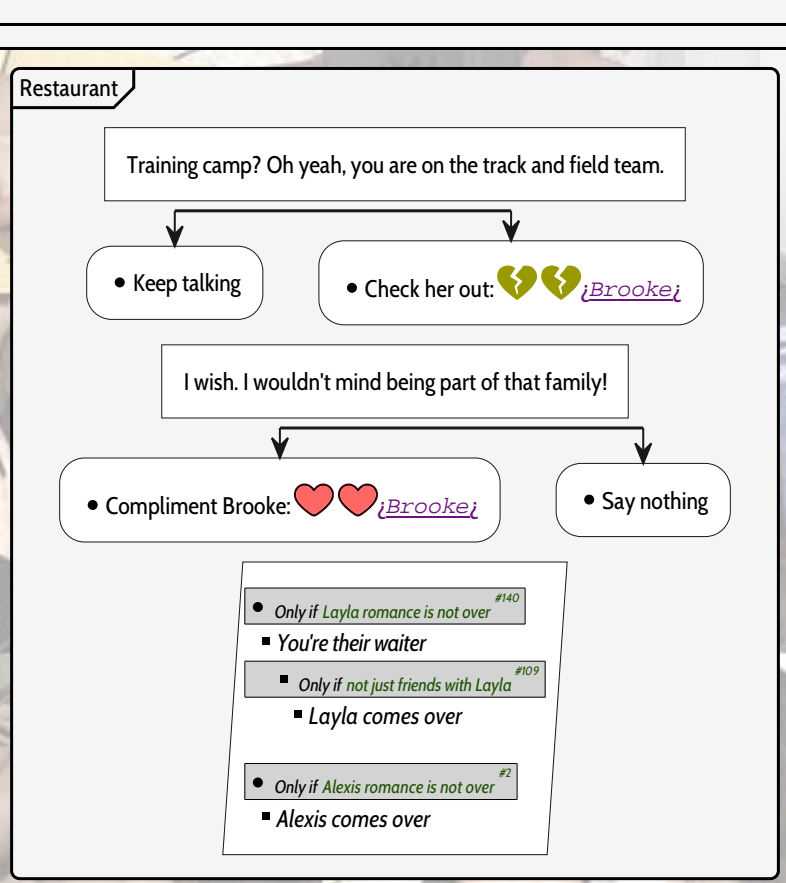 Restaurant
Training camp? Oh yeah, you are on the track and field team.
• Keep talking
• Check her out: 💔💔¿Brooke¿
I wish. I wouldn't mind being part of that family!
• Compliment Brooke: ❤❤¿Brooke¿
• Say nothing
• Only if Layla romance is not over #140
▪ You're their waiter
▪ Only if not just friends with Layla #109
▪ Layla comes over
• Only if Alexis romance is not over #2
▪ Alexis comes over